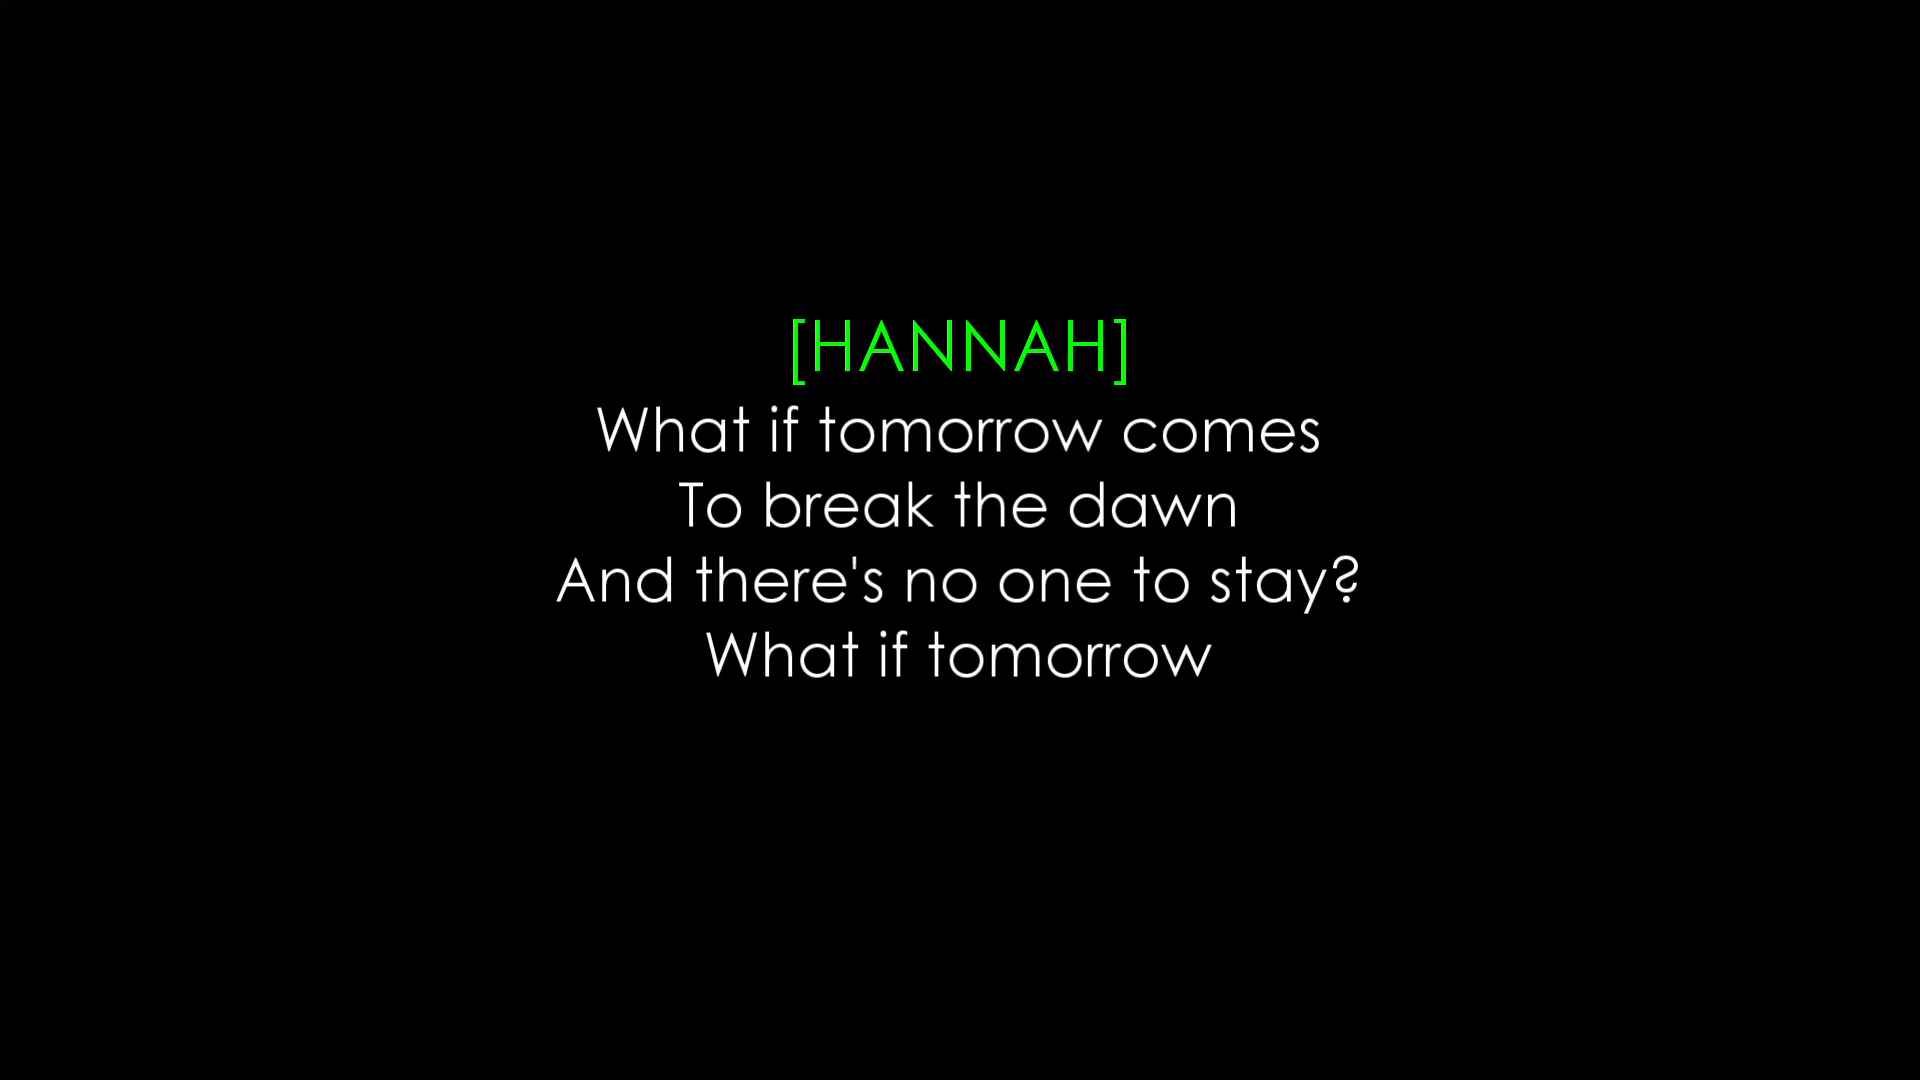 [HANNAH]
What if tomorrow comes
To break the dawn
And there's no one to stay?
What if tomorrow